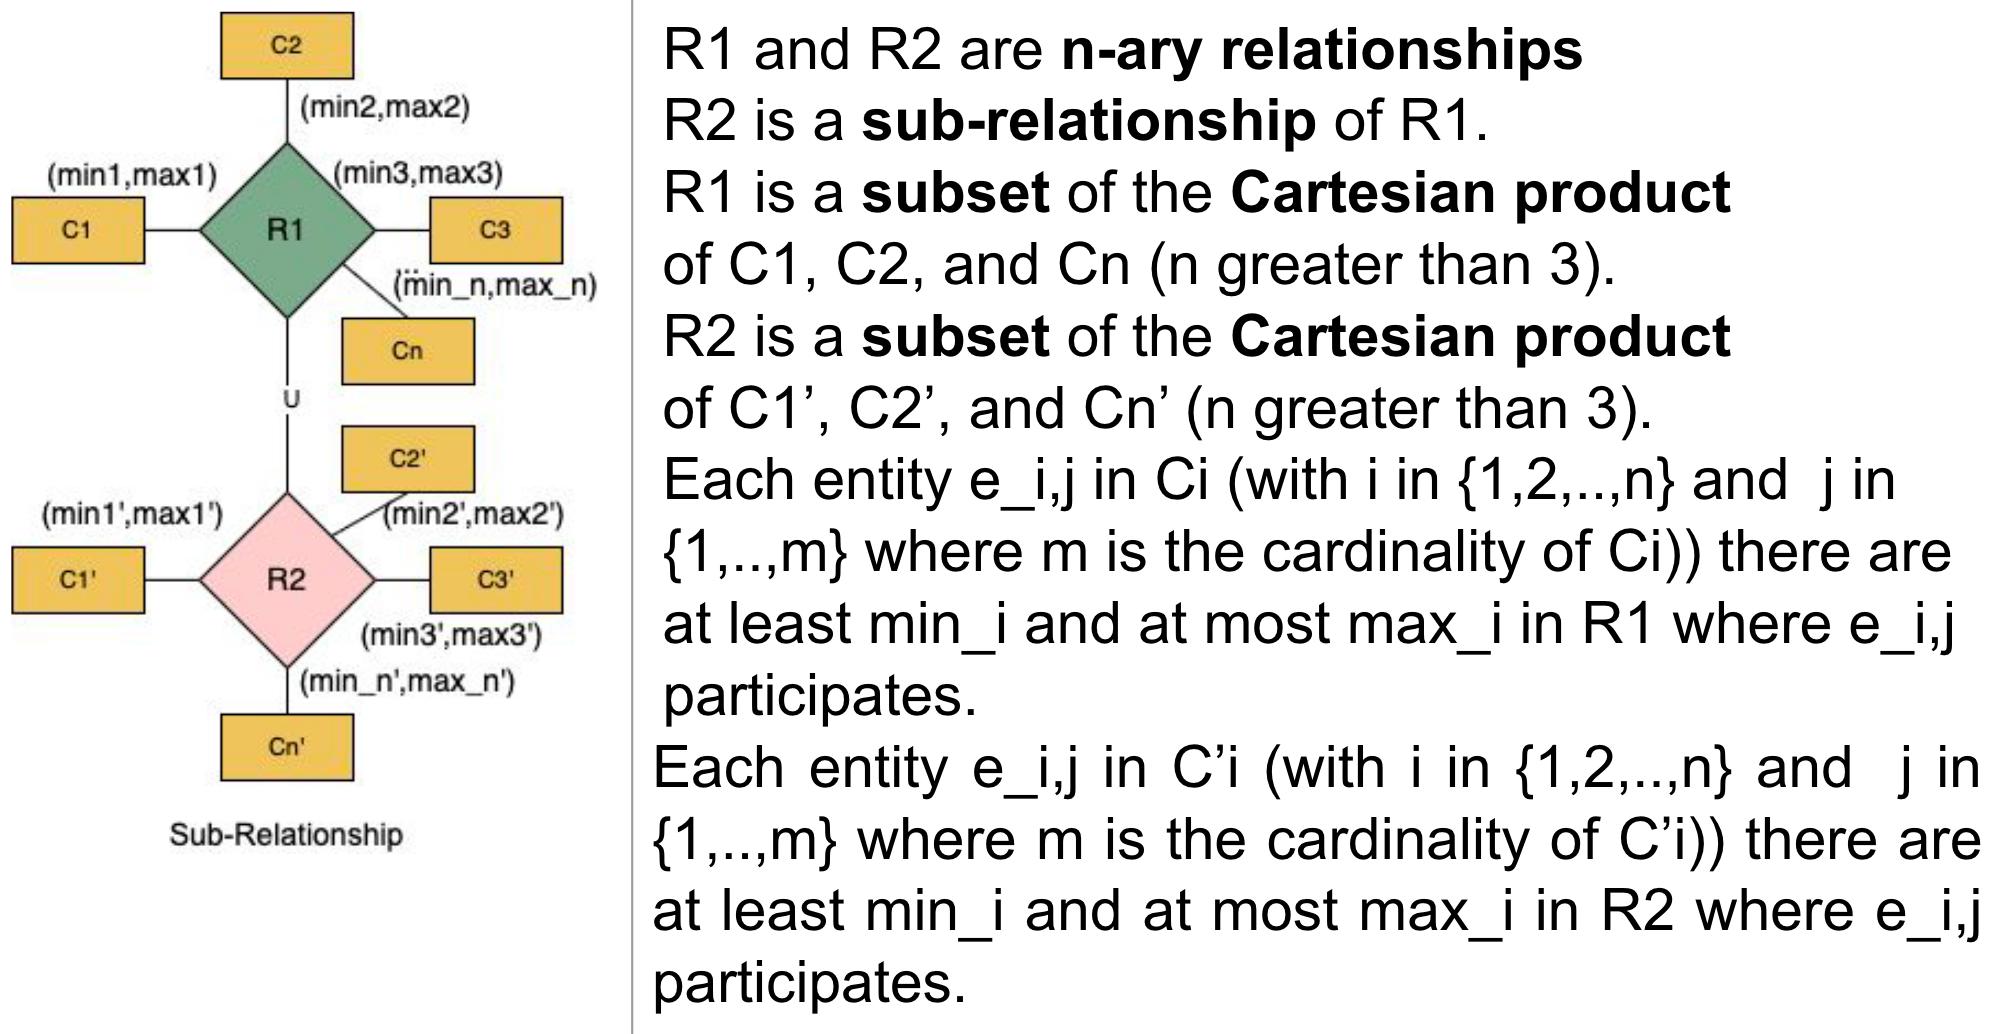 C2
(min2,max2)
(min1,max1)
(min3,max3)
C1
R1
C3
...
(min_n,max_n)
Cn
U
C2'
(min1',max1')
(min2',max2')
C1'
R2
C3'
(min3',max3')
(min_n',max_n')
Cn'
Sub-Relationship
R1 and R2 are n-ary relationships
R2 is a sub-relationship of R1.
R1 is a subset of the Cartesian product
of C1, C2, and Cn (n greater than 3).
R2 is a subset of the Cartesian product
of C1’, C2’, and Cn’ (n greater than 3).
Each entity e_i,j in Ci (with i in {1,2,..,n} and j in
{1,..,m} where m is the cardinality of Ci)) there are
at least min_i and at most max_i in R1 where e_i,j
participates.
Each entity e_i,j in C’i (with i in {1,2,..,n} and j in
{1,..,m} where m is the cardinality of C’i)) there are
at least min_i and at most max_i in R2 where e_i,j
participates.